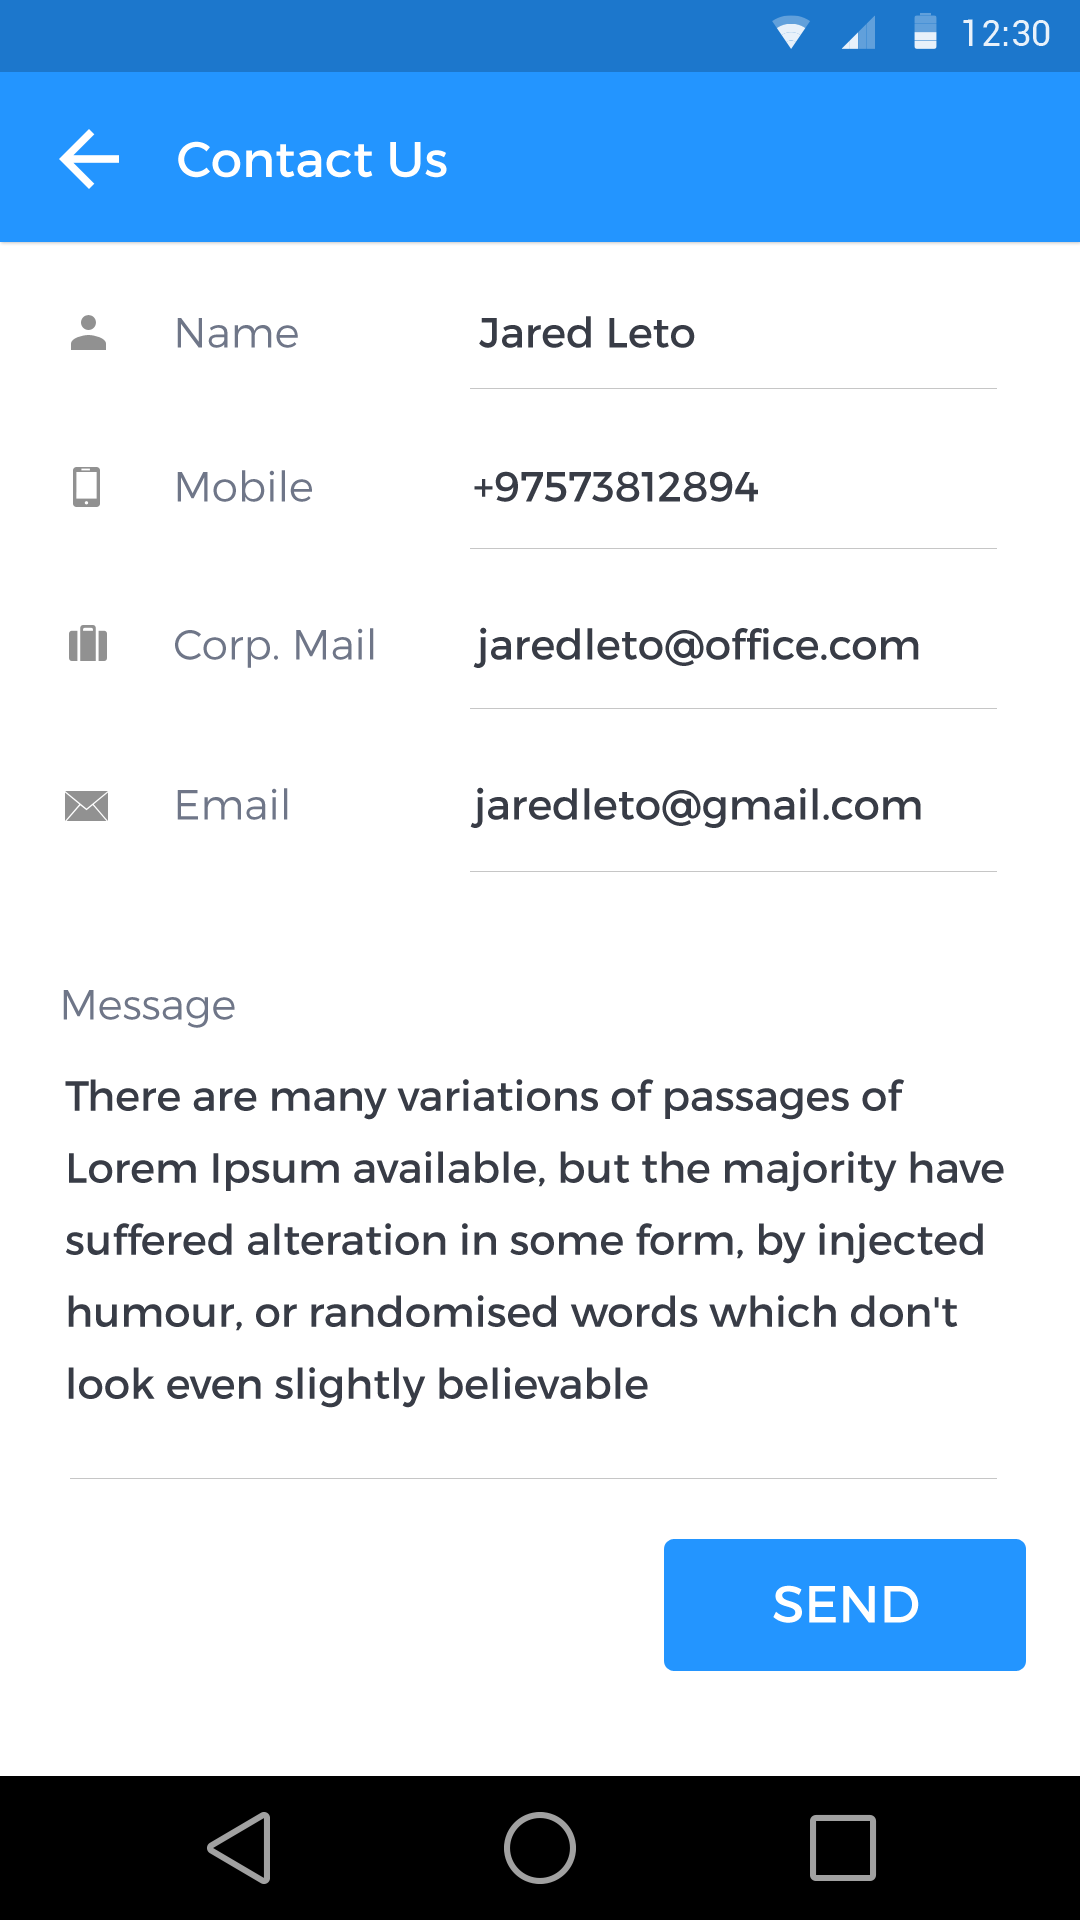 12:30
Contact Us
Name Jared Leto
Mobile +97573812894
Corp. Mail jaredleto@office.com
Email jaredleto@gmail.com
Message
There are many variations of passages of
Lorem Ipsum available, but the majority have
suffered alteration in some form, by injected
humour, or randomised words which don't
look even slightly believable
SEND